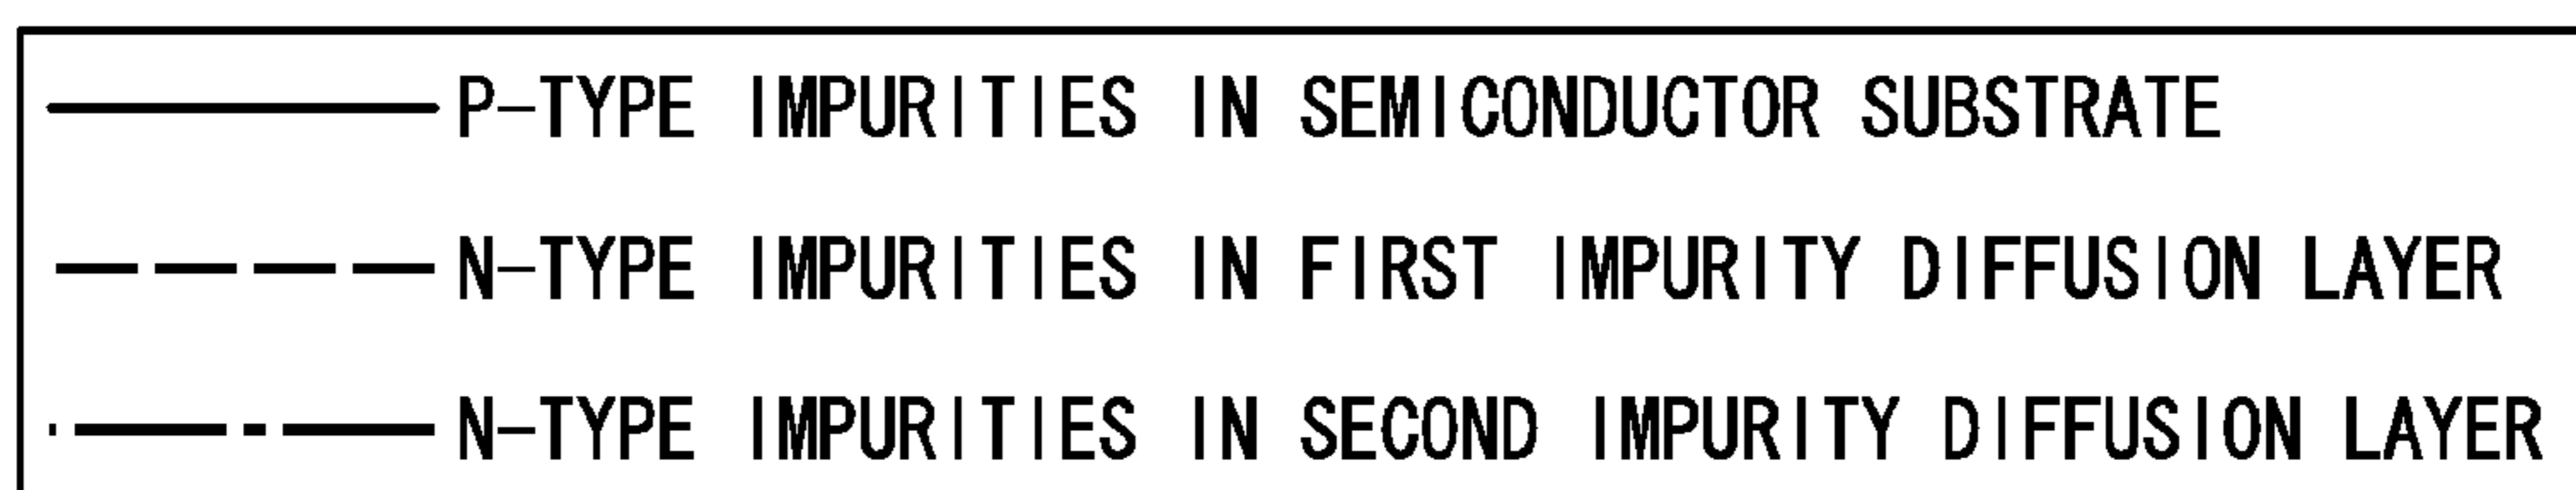 P-TYPE IMPURITIES IN SEMICONDUCTOR SUBSTRATE
N-TYPE IMPURITIES IN FIRST IMPURITY DIFFUSION LAYER
N-TYPE IMPURITIES IN SECOND IMPURITY DIFFUSION LAYER